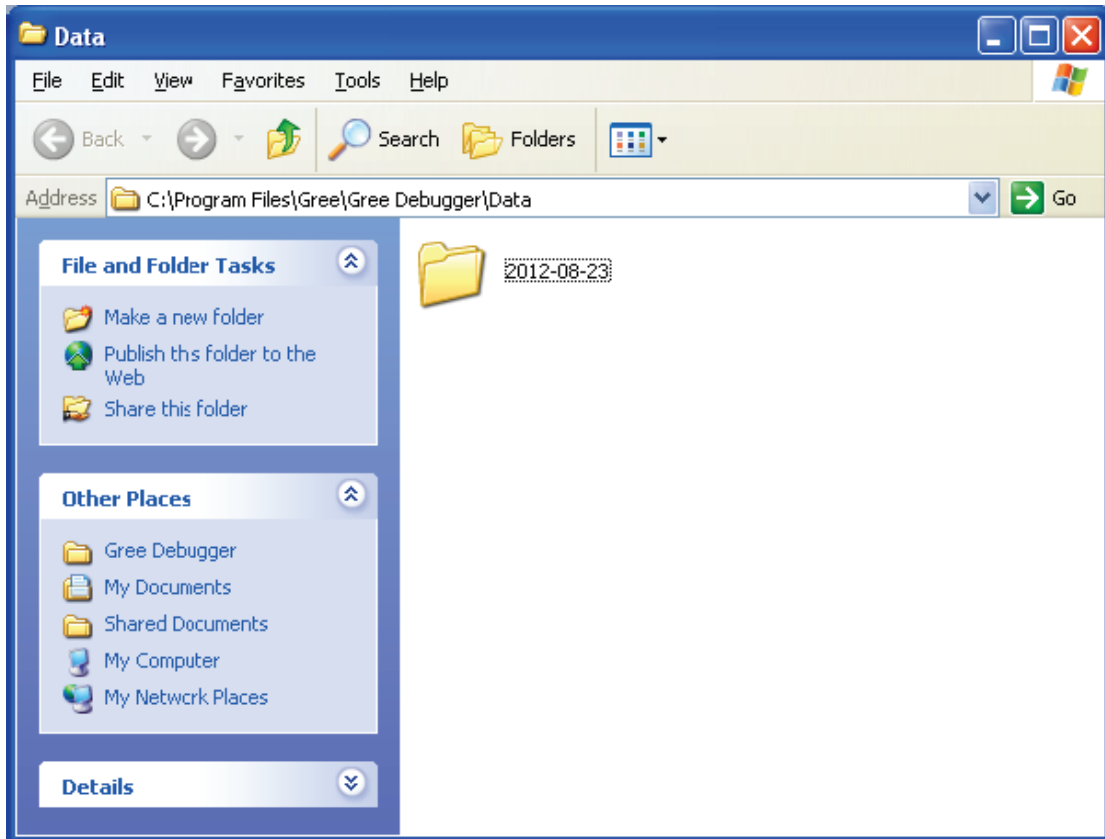 Data
File Edit View Favorites Tools Help
Back Search Folders
Address C:\Program Files\Gree\Gree Debugger\Data Go
File and Folder Tasks
Make a new folder
Publish this folder to the
Web
Share this folder
2012-08-23
Other Places
Gree Debugger
My Documents
Shared Documents
My Computer
My Network Places
Details